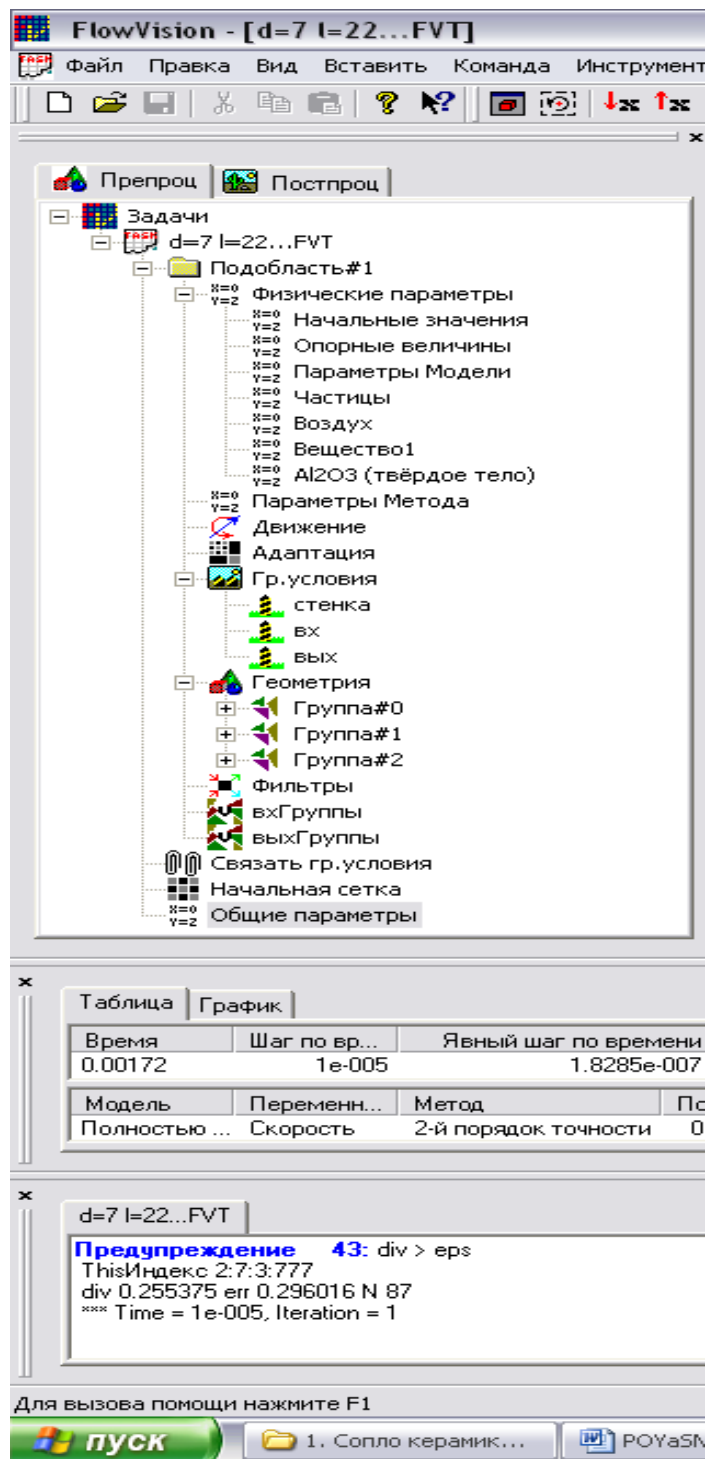 FlowVision - [d=7 l=22...FVT]
Файл Правка Вид Вставить Команда Инструмент
Препроц Постпроц
Задачи
d=7 l=22...FVT
Подобласть#1
Физические параметры
Начальные значения
Опорные величины
Параметры Модели
Частицы
Воздух
Вещество1
Al2O3 (твёрдое тело)
Параметры Метода
Движение
Адаптация
Гр.условия
стенка
вх
вых
Геометрия
Группа#0
Группа#1
Группа#2
Фильтры
вхГруппы
выхГруппы
Связать гр.условия
Начальная сетка
Общие параметры
Таблица График
Время Шаг по вр... Явный шаг по времени
0.00172 1e-005 1.8285e-007
Модель Переменн... Метод По
Полностью ... Скорость 2-й порядок точности 0
d=7 l=22...FVT
Предупреждение 43: div > eps
ThisИндекс 2:7:3:777
div 0.255375 err 0.296016 N 87
*** Time = 1e-005, Iteration = 1
Для вызова помощи нажмите F1
пуск 1. Сопло керамик... POYaSN